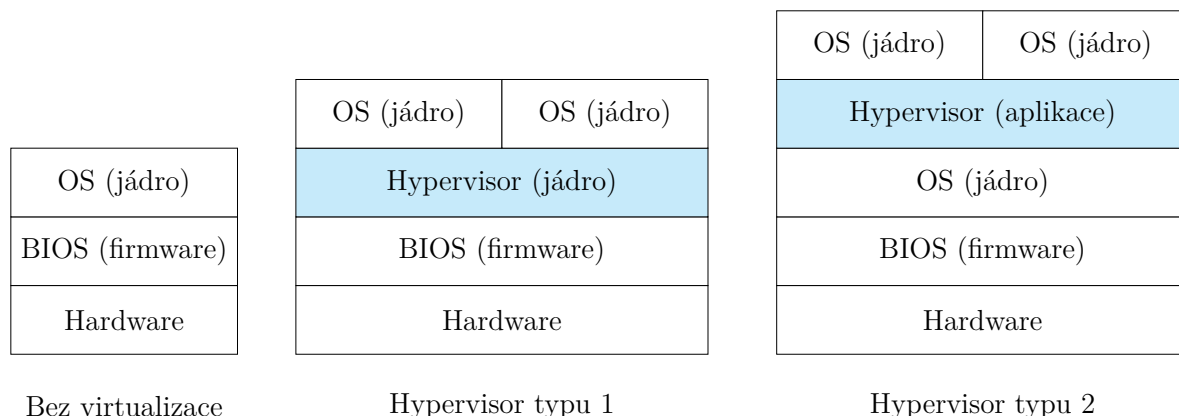 OS (jádro)
BIOS (firmware)
Hardware
Bez virtualizace
OS (jádro) OS (jádro)
Hypervisor (jádro)
BIOS (firmware)
Hardware
Hypervisor typu 1
OS (jádro) OS (jádro)
Hypervisor (aplikace)
OS (jádro)
BIOS (firmware)
Hardware
Hypervisor typu 2